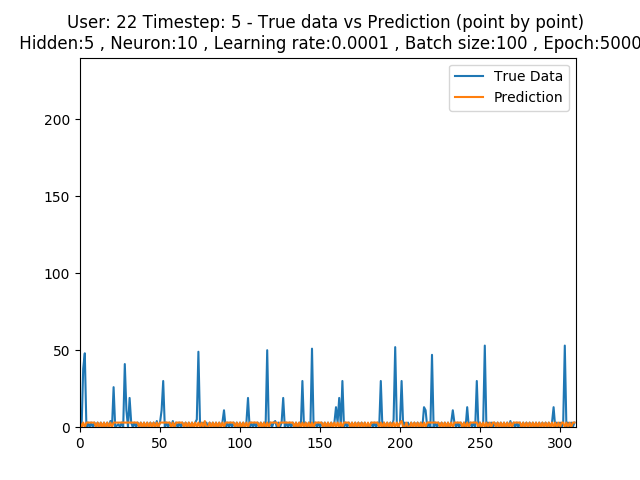 User: 22 Timestep: 5 - True data vs Prediction (point by point)
Hidden:5 , Neuron:10 , Learning rate:0.0001 , Batch size:100 , Epoch:5000
True Data
Prediction
200
150
100
50
0
0 50 100 150 200 250 300